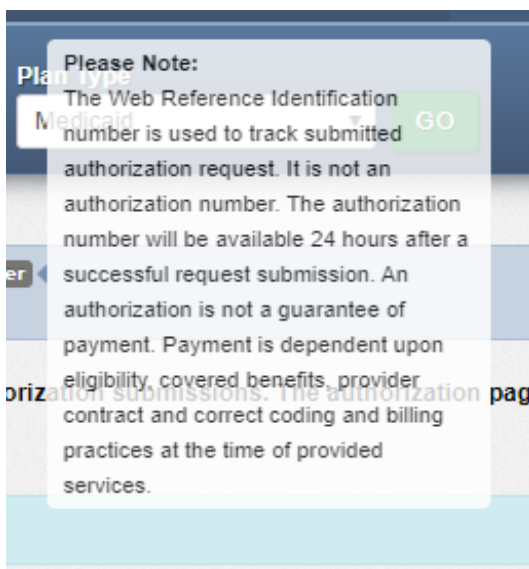 Please Note:
Plan Type
The Web Reference Identification
Medicaid
GO
number is used to track submitted
authorization request. It is not an
authorization number. The authorization
number will be available 24 hours after a
er
successful request submission. An
authorization is not a guarantee of
payment. Payment is dependent upon
eligibility, covered benefits, provider
orization submissions. The authorization pag
contract and correct coding and billing
practices at the time of provided
services.